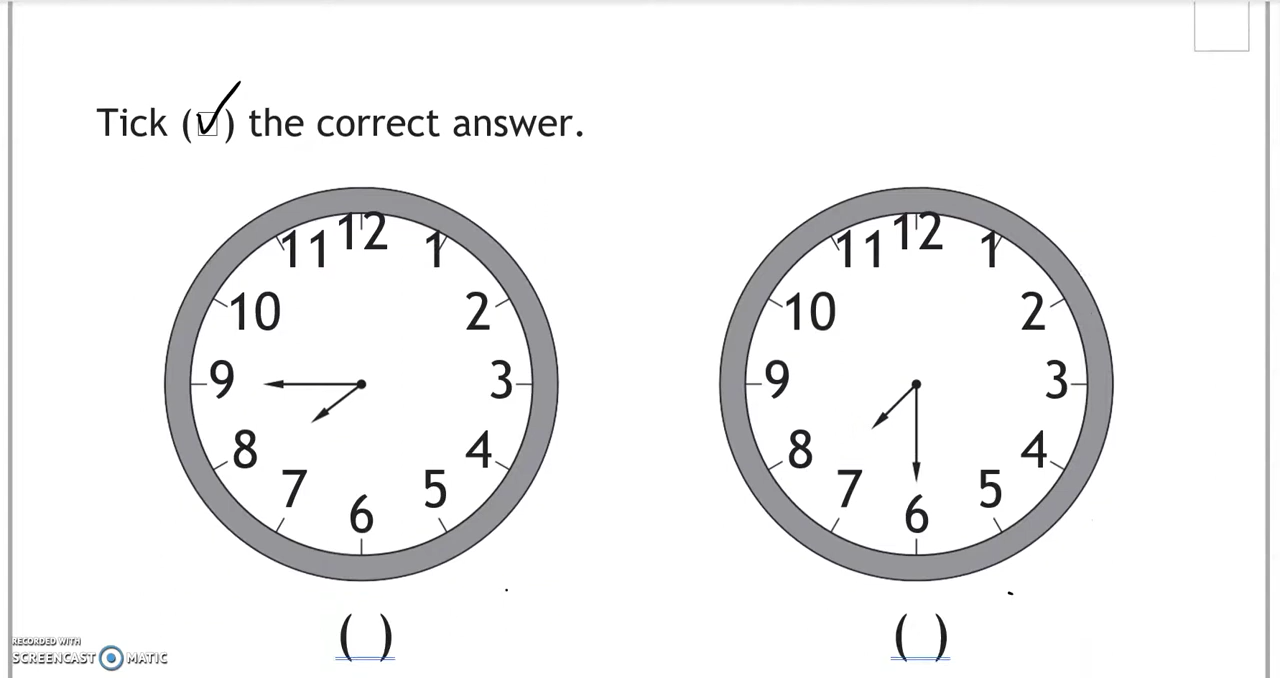 Tick (☑) the correct answer.
12 12
11 1 11 1
10 2 10 2
9 3 9 3
8 4 8 4
7 5 7 5
6 6
( ) ( )
RECORDED WITH
SCREENCAST MATIC